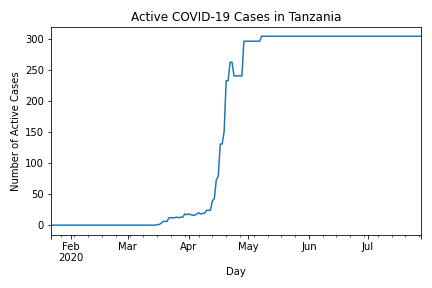 Active COVID-19 Cases in Tanzania
Number of Active Cases
300
250
200
150
100
50
0
Feb
2020
Mar
Apr
May
Jun
Jul
Day